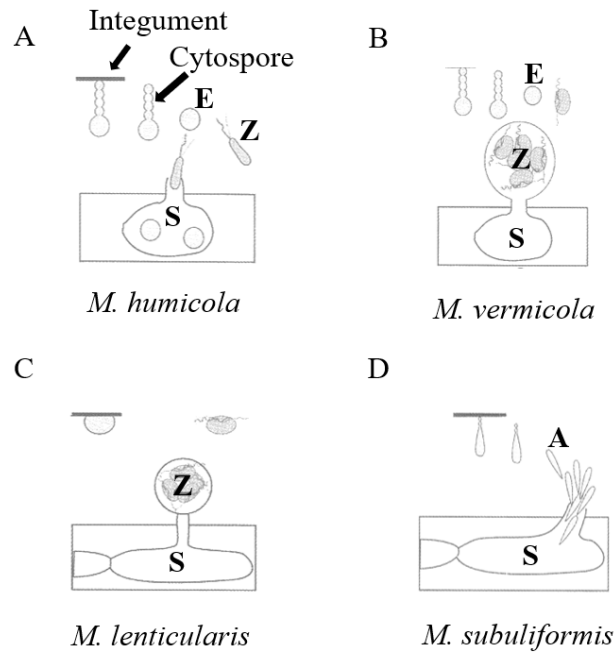 A
Integument
Cytospore
E
Z
S
M. humicola
B
E
Z
S
M. vermicola
C
Z
S
M. lenticularis
D
A
S
M. subuliformis